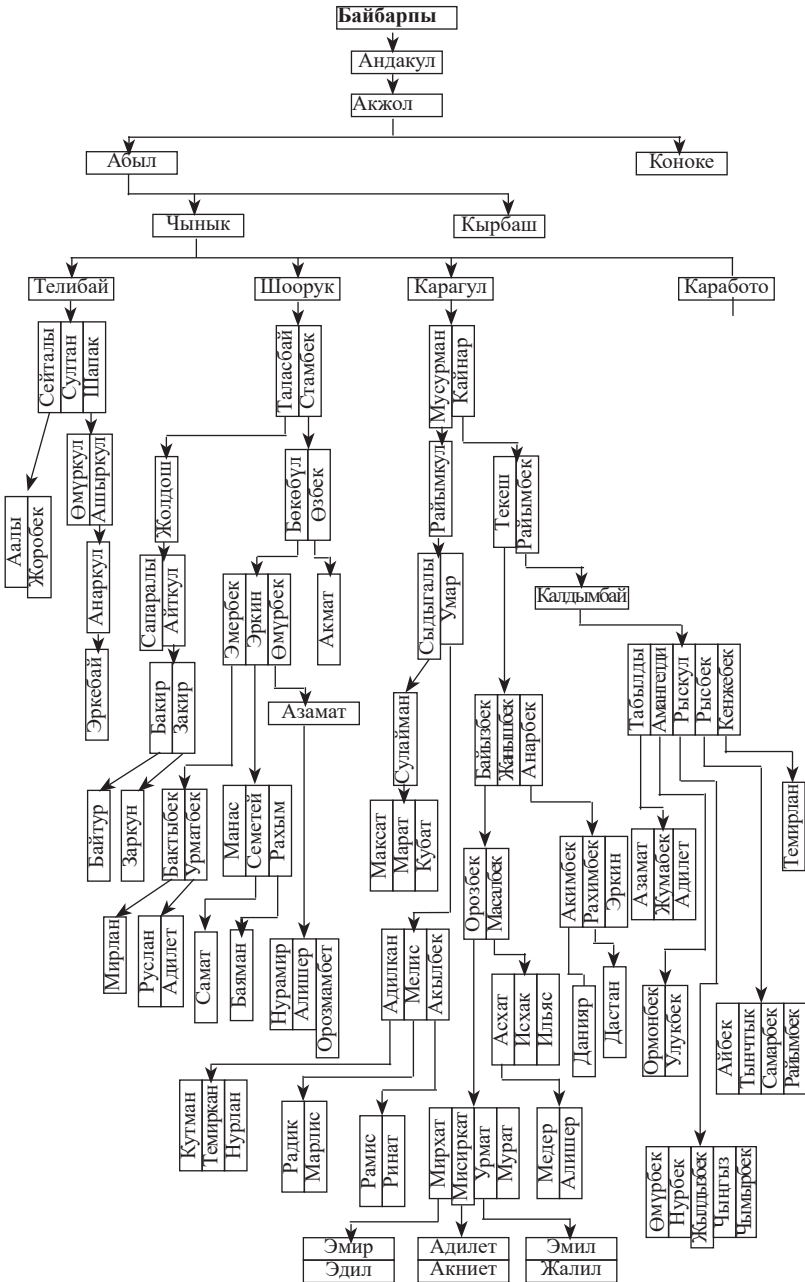 Байбарпы
Андакул
Акжол
Абыл
Коноке
Чынык
Кырбаш
Телибай
Шоорук
Карагул
Каработо
Сейталы
Султан
Шапак
Таласбай
Стамбек
Мусурман
Кайнар
Өмүркул
Ашыркул
Жолдош
Бөкөбүл
Өзбек
Райымкул
Текеш
Райымбек
Аалы
Жоробек
Анаркул
Сапаралы
Айткул
Эмербек
Эркин
Өмүрбек
Акмат
Сыдыгалы
Умар
Калдымбай
Эркебай
Бакир
Закир
Азамат
Сулайман
Байызбек
Жанышбек
Анарбек
Табылды
Амангелди
Рыскул
Рысбек
Кенжебек
Байтур
Заркун
Бактыбек
Урматбек
Манас
Семетей
Рахым
Максат
Марат
Кубат
Орозбек
Масалбек
Акимбек
Рахимбек
Эркин
Азамат
Жумабек
Адилет
Темирлан
Мирлан
Руслан
Адилет
Самат
Баяман
Нурамир
Алишер
Орозмамбет
Адилкан
Мелис
Акылбек
Асхат
Исхак
Ильяс
Данияр
Дастан
Ормонбек
Улукбек
Айбек
Тынчтык
Самарбек
Райымбек
Кутман
Темиркан
Нурлан
Радик
Марлис
Рамис
Ринат
Мирхат
Мисиркат
Урмат
Мурат
Медер
Алишер
Өмүрбек
Нурбек
Жылдызбек
Чыңгыз
Чымырбек
Эмир
Эдил
Адилет
Акниет
Эмил
Жалил